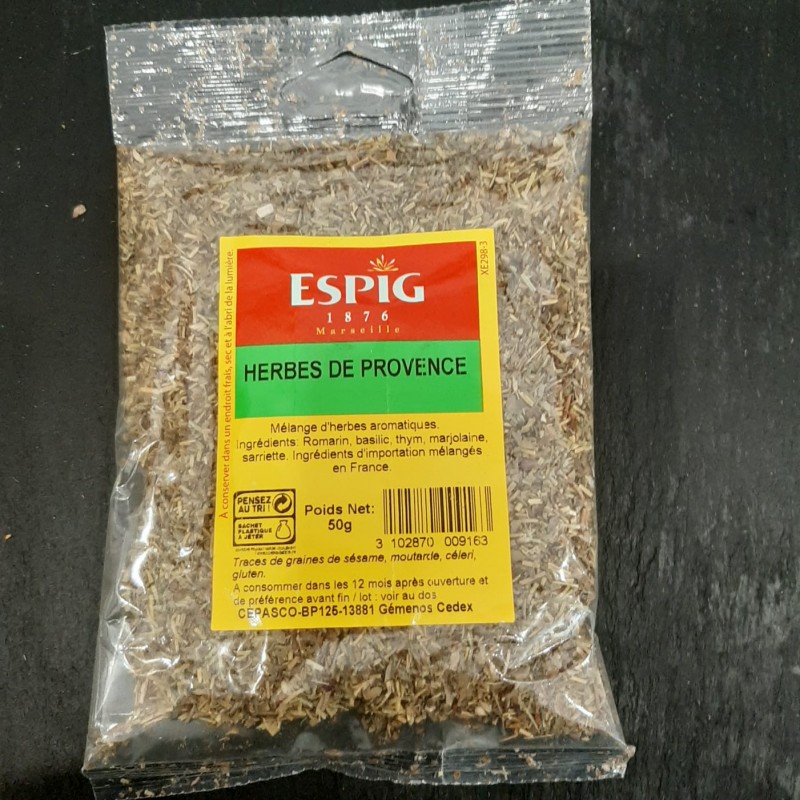 ESPIG
1876
Marseille
XE298-3
HERBES DE PROVENCE
A conserver dans un endroit frais, sec et à l'abri de la lumière.
Mélange d'herbes aromatiques.
Ingrédients: Romarin, basilic, thym, marjolaine,
sarriette. Ingrédients d'importation mélangés
en France.
PENSEZ
AU TRI !
SACHET
PLASTIQUE
À JETER
Poids Net:
50g
3 102870 009163
Traces de graines de sésame, moutarde, céleri,
gluten.
A consommer dans les 12 mois après ouverture et
de préférence avant fin / lot : voir au dos
CEPASCO-BP125-13881 Gémenos Cedex